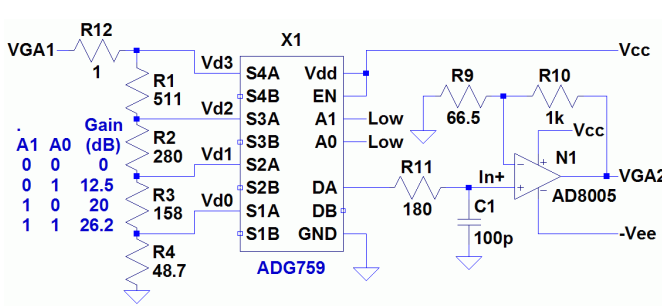 R12
VGA1
1
X1
Vd3
S4A
Vdd
Vcc
R1
511
S4B
EN
R9
R10
Vd2
S3A
A1
Low
66.5
1k
.
Gain
A1 A0 (dB)
R2
280
S3B
A0
Low
Vcc
0 0 0
Vd1
S2A
R11
In+
N1
0 1 12.5
R3
158
S2B
DA
180
AD8005
VGA2
1 0 20
Vd0
S1A
DB
C1
1 1 26.2
R4
48.7
S1B
GND
100p
-Vee
ADG759